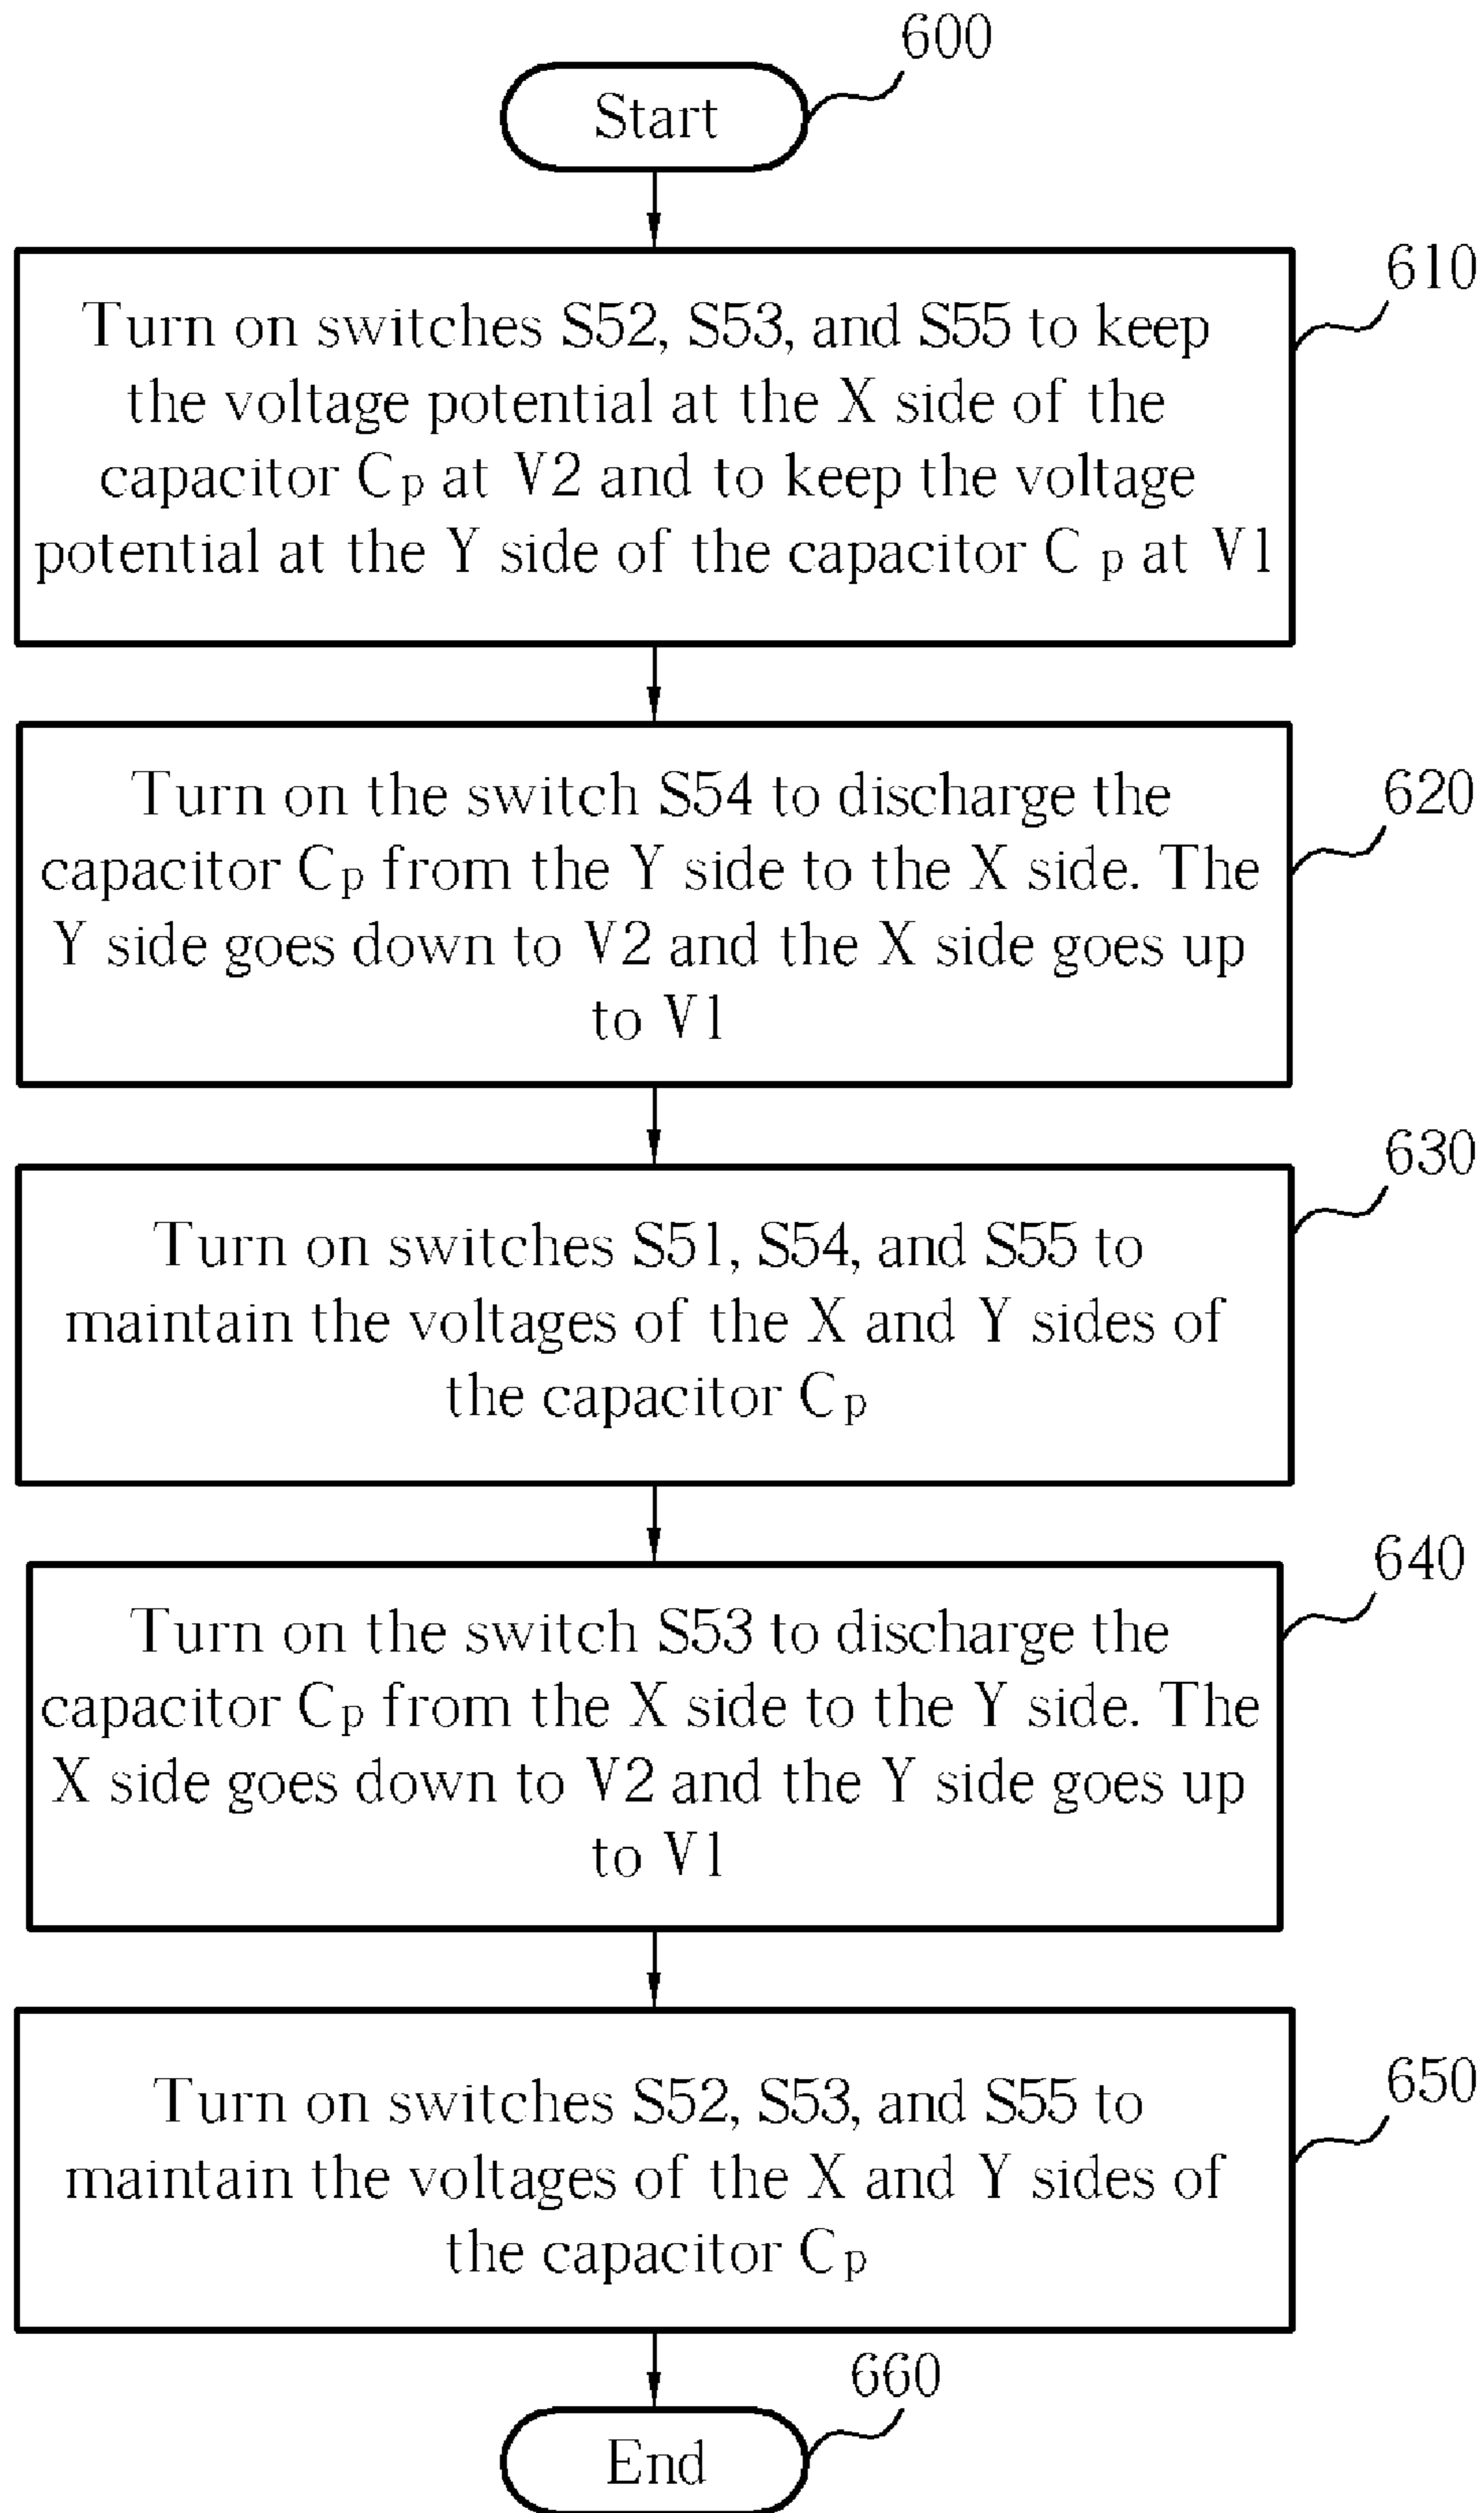 600
Start
610
Turn on switches S52, S53, and S55 to keep
the voltage potential at the X side of the
capacitor Cp at V2 and to keep the voltage
potential at the Y side of the capacitor Cp at V1
620
Turn on the switch S54 to discharge the
capacitor Cp from the Y side to the X side. The
Y side goes down to V2 and the X side goes up
to V1
630
Turn on switches S51, S54, and S55 to
maintain the voltages of the X and Y sides of
the capacitor Cp
640
Turn on the switch S53 to discharge the
capacitor Cp from the X side to the Y side. The
X side goes down to V2 and the Y side goes up
to V1
650
Turn on switches S52, S53, and S55 to
maintain the voltages of the X and Y sides of
the capacitor Cp
660
End